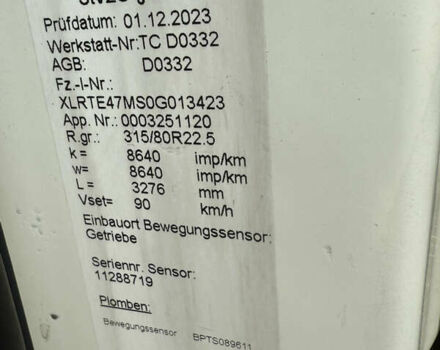 Prüfdatum: 01.12.2023
Werkstatt-Nr:TC D0332
AGB: D0332
Fz.-I-Nr.:
XLRTE47MS0G013423
App. Nr.: 0003251120
R.gr.: 315/80R22.5
k = 8640 imp/km
w= 8640 imp/km
L = 3276 mm
Vset= 90 km/h
Einbauort Bewegungssensor:
Getriebe
Seriennr. Sensor:
11288719
Plomben:
Bewegungssensor BPTS089611